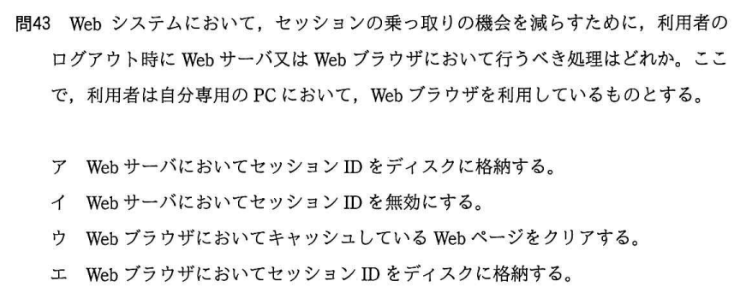 問43 Web システムにおいて，セッションの乗っ取りの機会を減らすために，利用者の
ログアウト時に Web サーバ又は Web ブラウザにおいて行うべき処理はどれか。ここ
で，利用者は自分専用の PC において，Web ブラウザを利用しているものとする。
ア Web サーバにおいてセッション ID をディスクに格納する。
イ Web サーバにおいてセッション ID を無効にする。
ウ Web ブラウザにおいてキャッシュしている Web ページをクリアする。
エ Web ブラウザにおいてセッション ID をディスクに格納する。